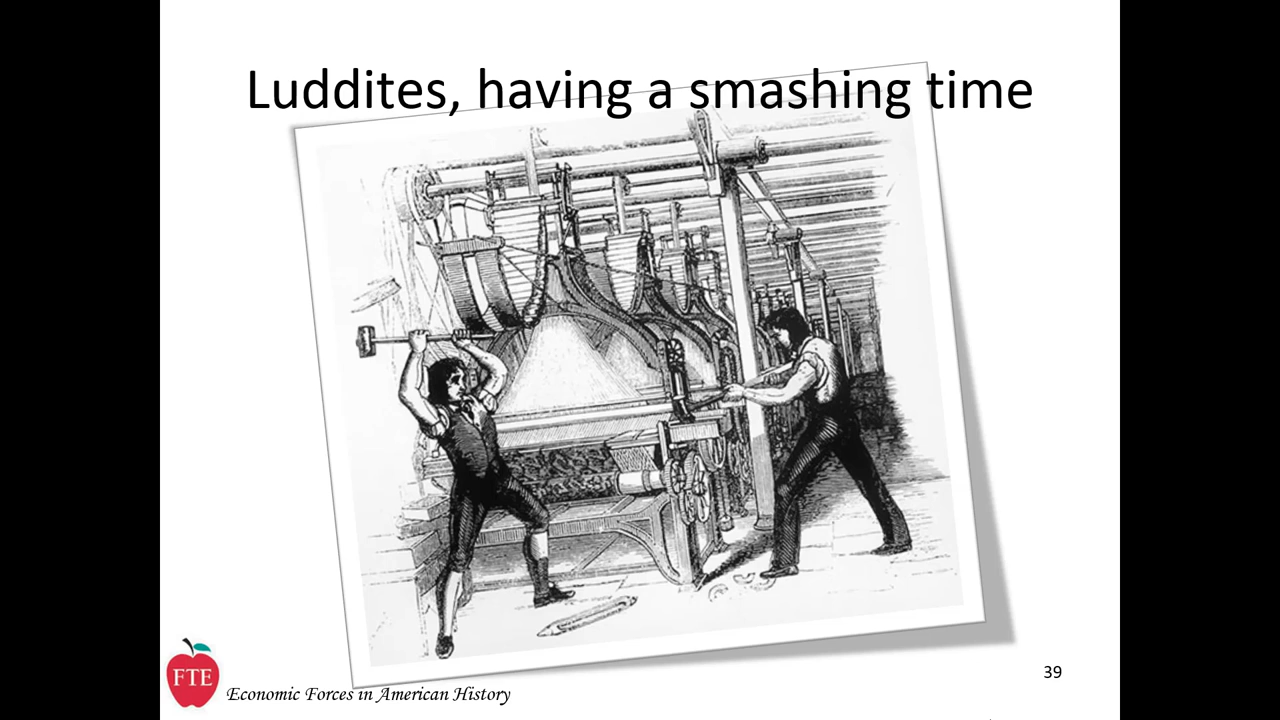 Luddites, having a smashing time
39
FTE
Economic Forces in American History